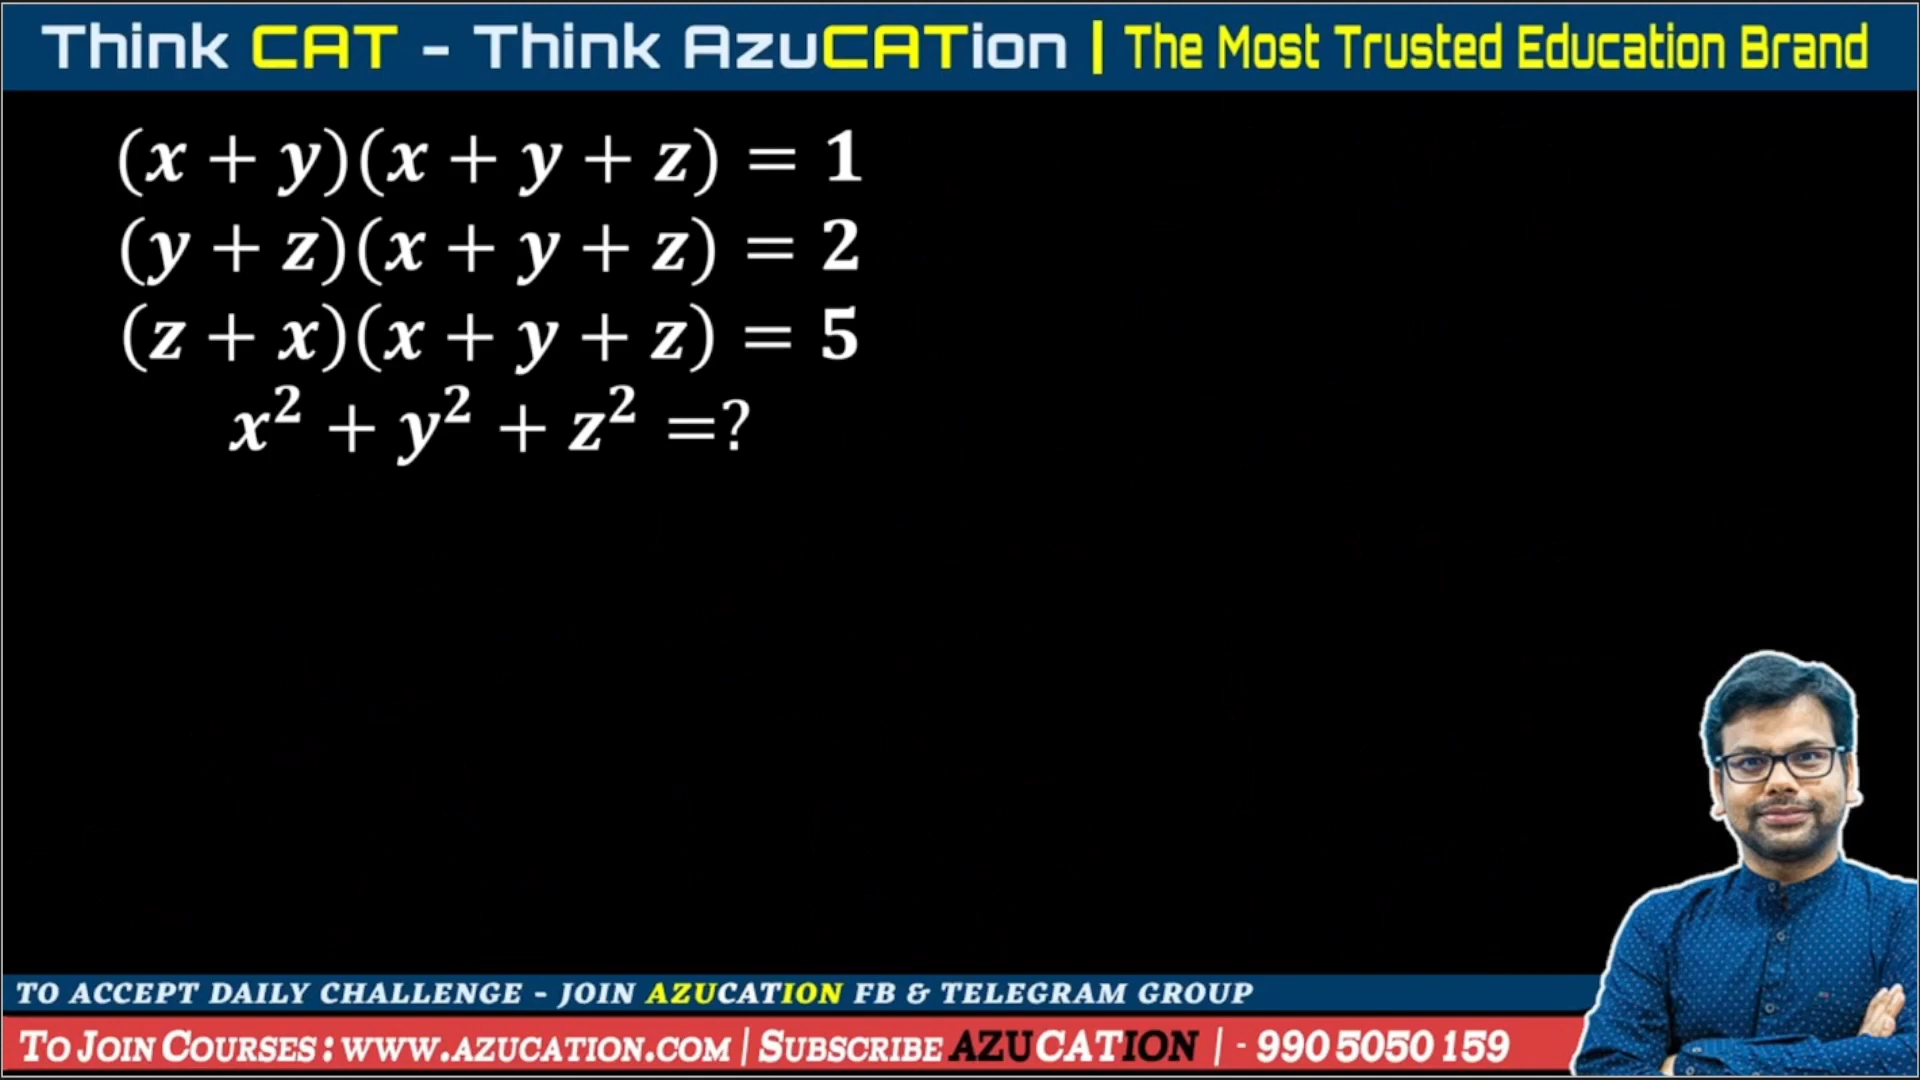 Think CAT - Think AzuCATion | The Most Trusted Education Brand
(x + y)(x + y + z) = 1
(y + z)(x + y + z) = 2
(z + x)(x + y + z) = 5
x² + y² + z² =?
TO ACCEPT DAILY CHALLENGE - JOIN AZUCATION FB & TELEGRAM GROUP
TO JOIN COURSES : WWW.AZUCATION.COM | SUBSCRIBE AZUCATION | - 990 5050 159